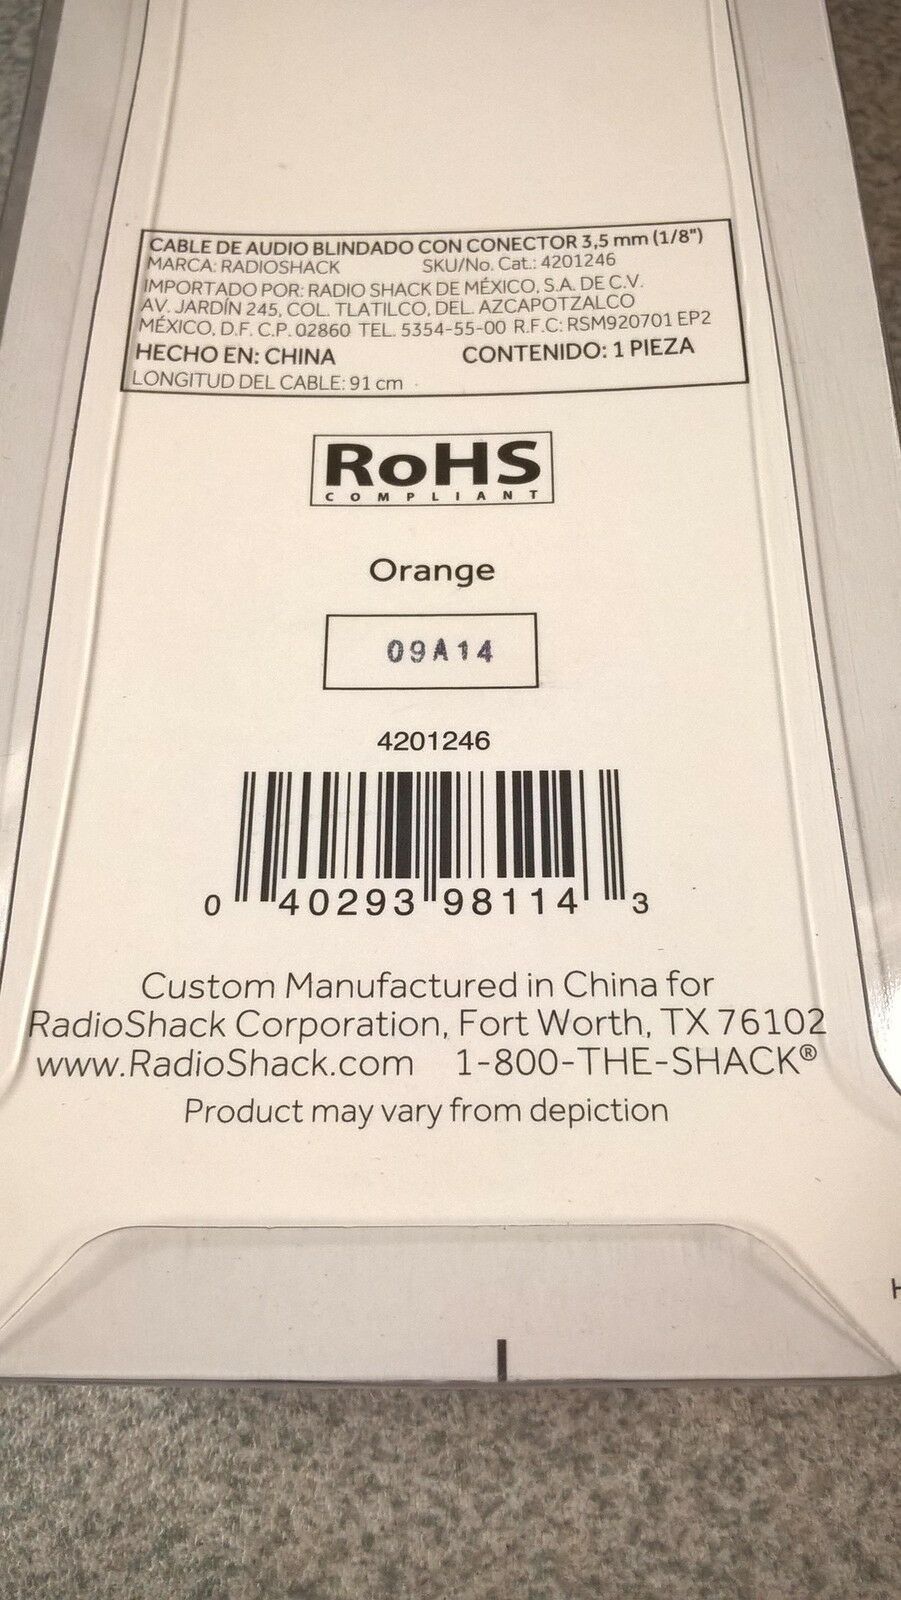 CABLE DE AUDIO BLINDADO CON CONECTOR 3,5 mm (1/8")
MARCA: RADIOSHACK SKU/No. Cat.: 4201246
IMPORTADO POR: RADIO SHACK DE MÉXICO, S.A. DE C.V.
AV. JARDÍN 245, COL. TLATILCO, DEL. AZCAPOTZALCO
MÉXICO, D.F. C.P. 02860 TEL. 5354-55-00 R.F.C: RSM920701 EP2
HECHO EN: CHINA CONTENIDO: 1 PIEZA
LONGITUD DEL CABLE: 91 cm
RoHS
COMPLIANT
Orange
09A14
4201246
0 40293 98114 3
Custom Manufactured in China for
RadioShack Corporation, Fort Worth, TX 76102
www.RadioShack.com 1-800-THE-SHACK®
Product may vary from depiction